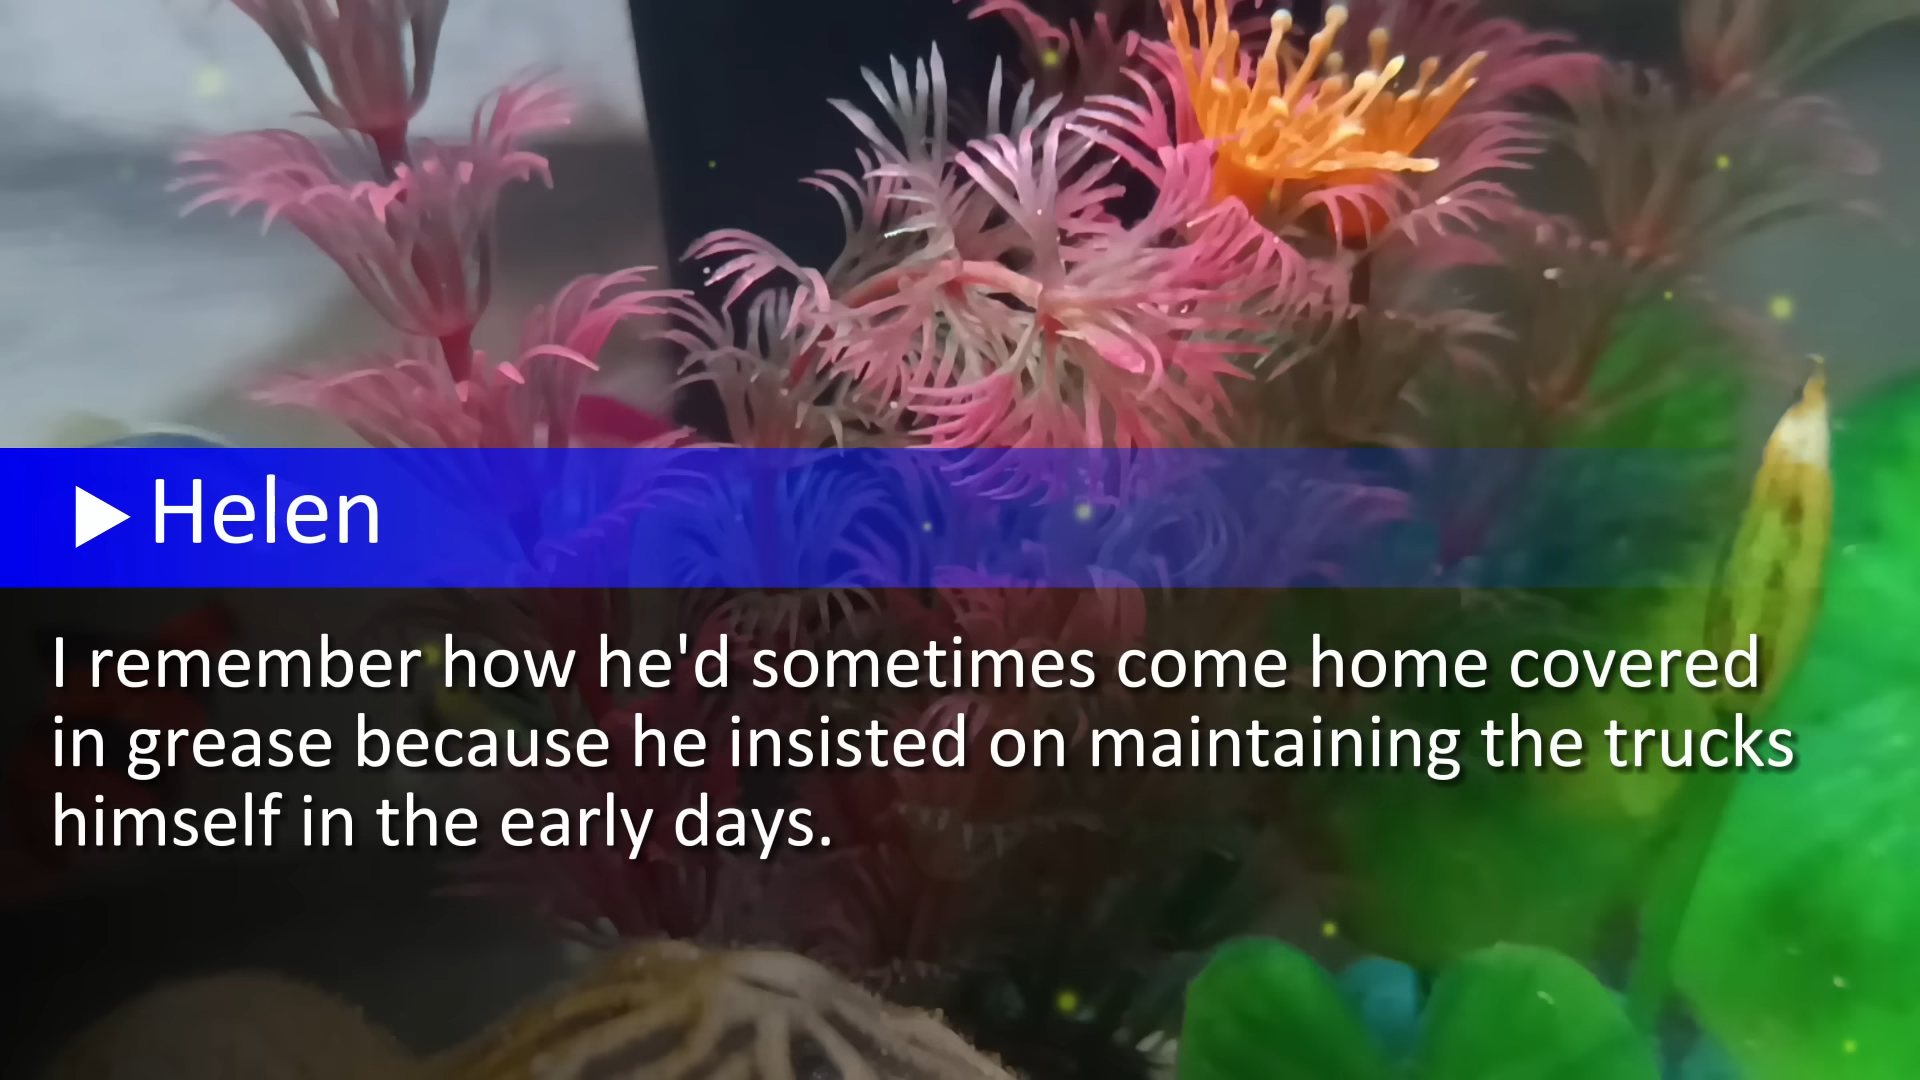 Helen
I remember how he'd sometimes come home covered
in grease because he insisted on maintaining the trucks
himself in the early days.